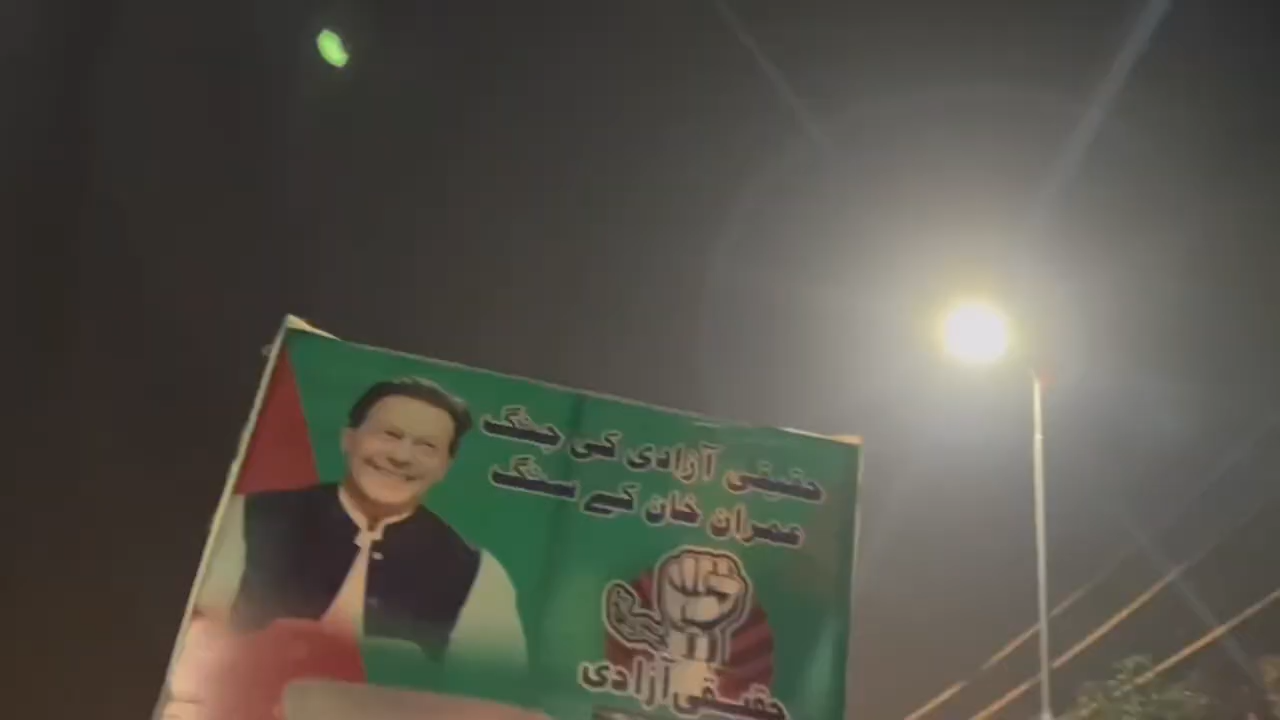 حقیقی آزادی کی جنگ
عمران خان کے سنگ
حقیقی آزادی